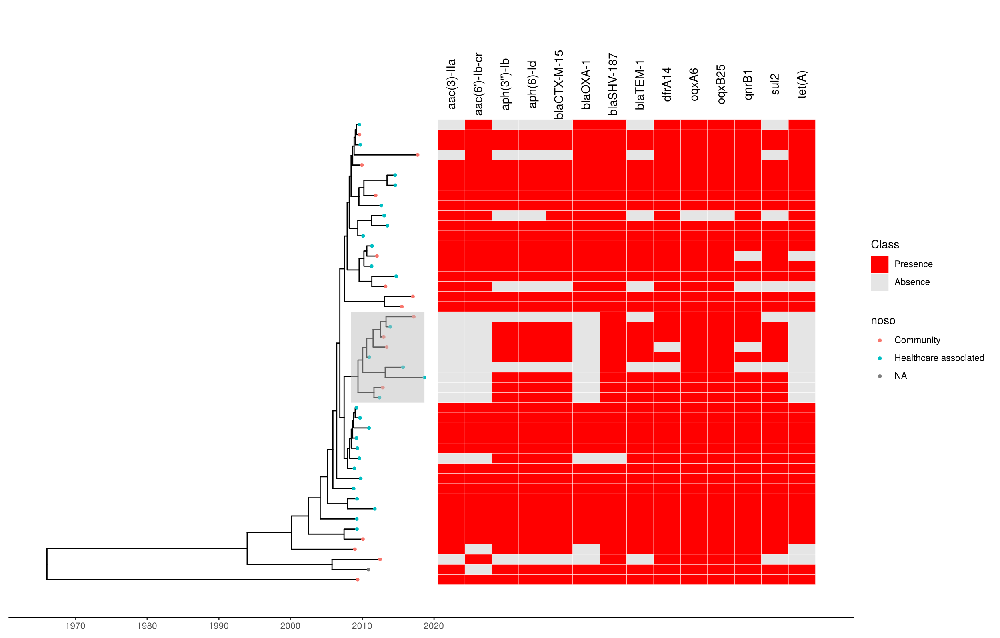 aac(3)-IIa
aac(6')-Ib-cr
aph(3'')-Ib
aph(6)-Id
blaCTX-M-15
blaOXA-1
blaSHV-187
blaTEM-1
dfrA14
oqxA6
oqxB25
qnrB1
sul2
tet(A)
Class
Presence
Absence
noso
Community
Healthcare associated
NA
1970
1980
1990
2000
2010
2020